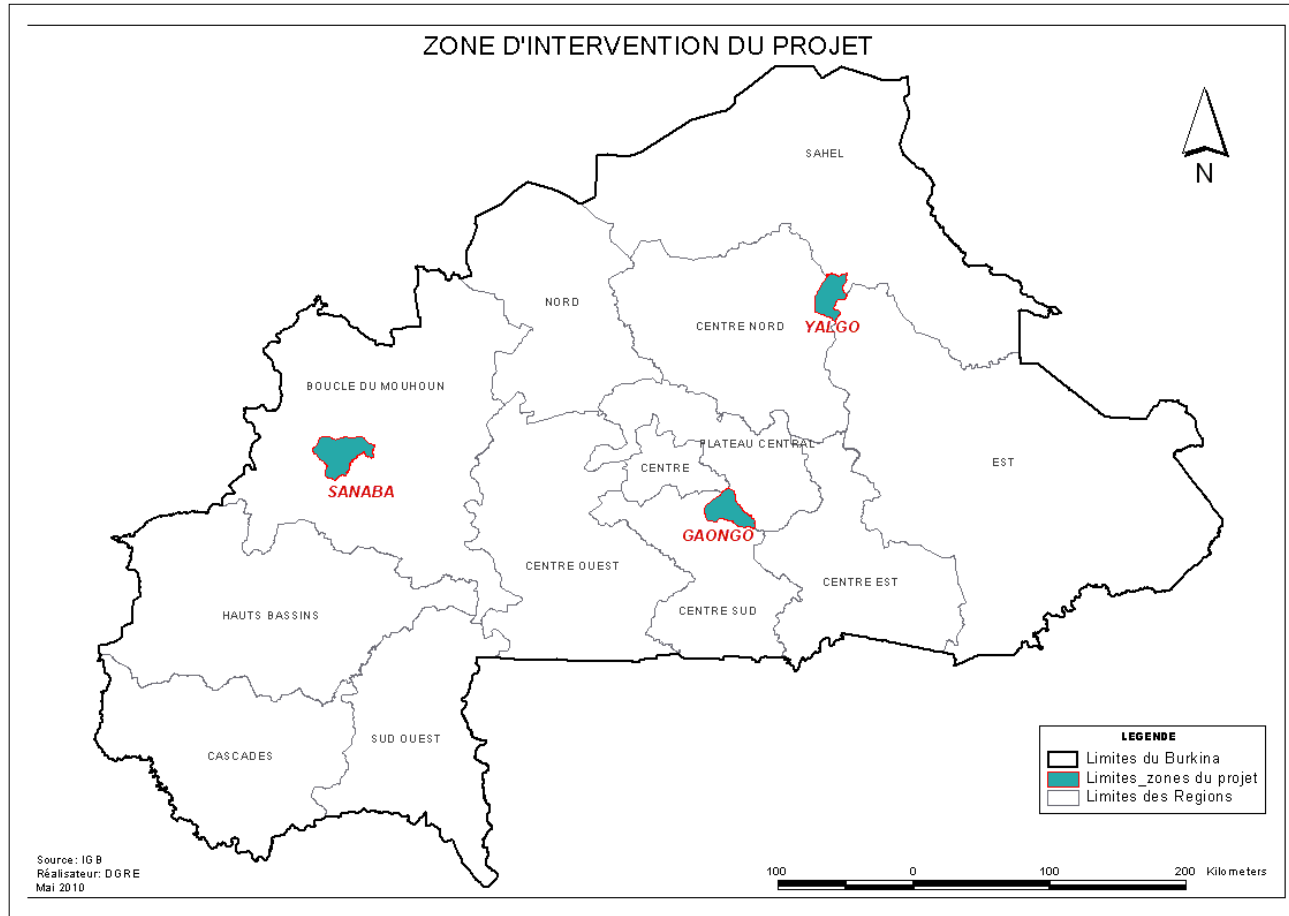 ZONE D'INTERVENTION DU PROJET
SAHEL
N
NORD
CENTRE NORD
YALGO
BOUCLE DU MOUHOUN
PLATEAU CENTRAL
CENTRE
EST
SANABA
GAONGO
CENTRE OUEST
CENTRE EST
HAUTS BASSINS
CENTRE SUD
SUD OUEST
CASCADES
LEGENDE
Limites du Burkina
Limites_zones du projet
Limites des Regions
Source: IGB
Réalisateur: DGRE
Mai 2010
100 0 100 200 Kilometers